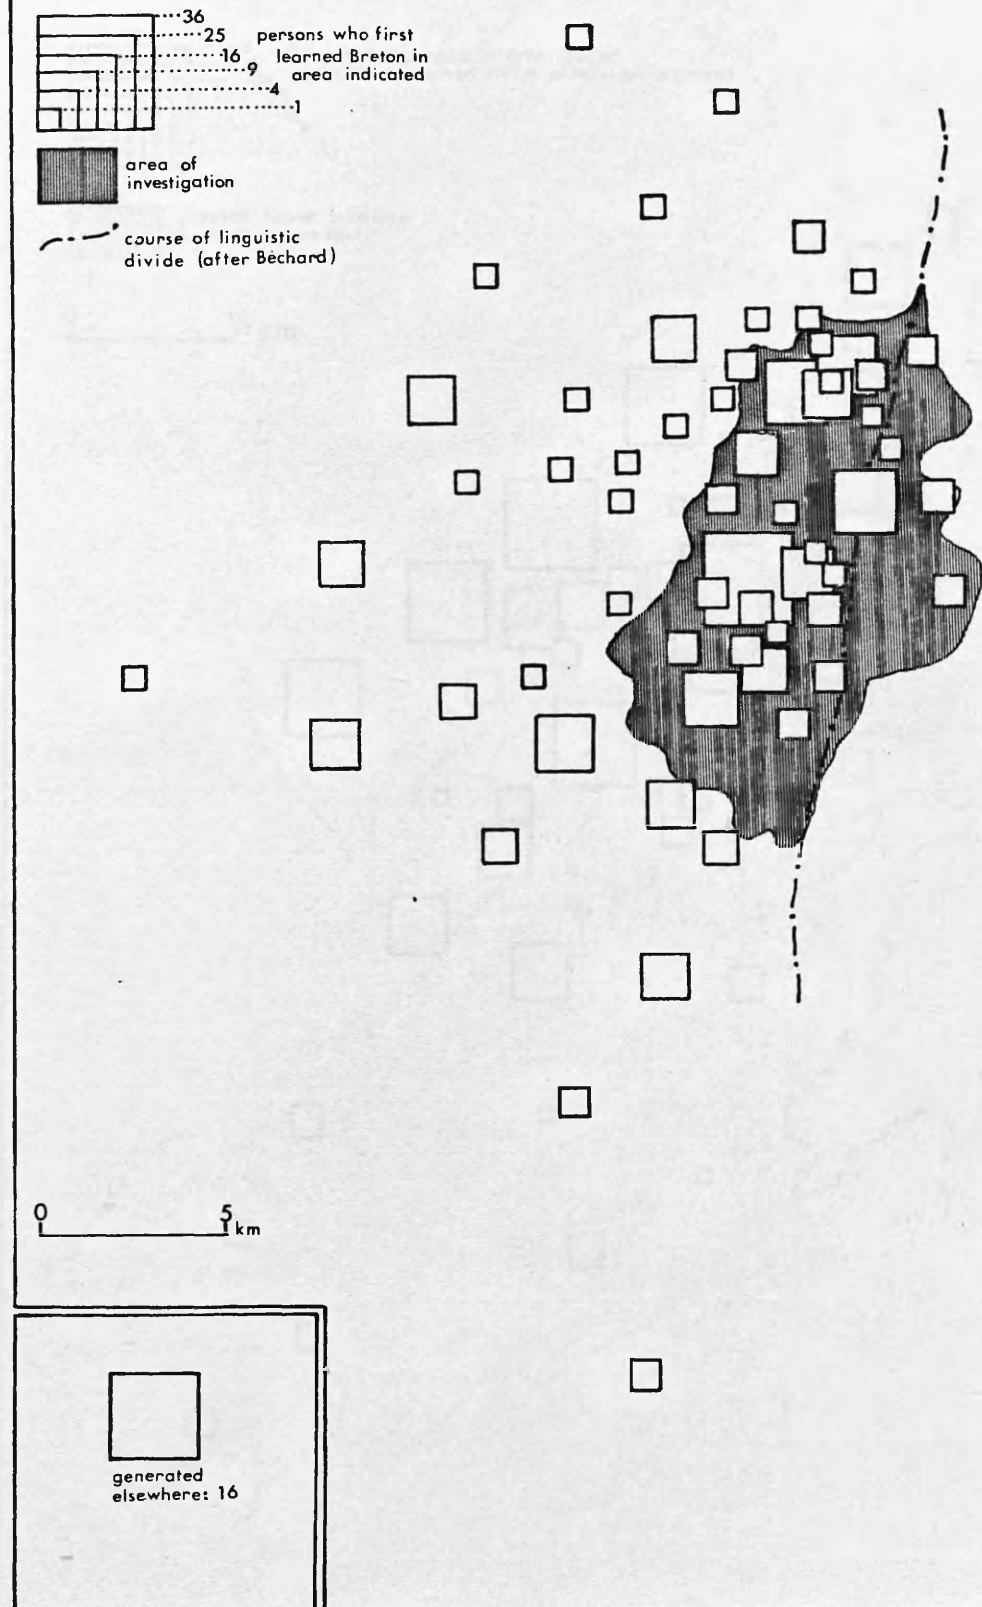 36
25 persons who first
16 learned Breton in
9 area indicated
4
1
area of
investigation
course of linguistic
divide (after Béchard)
0 5
km
generated
elsewhere: 16